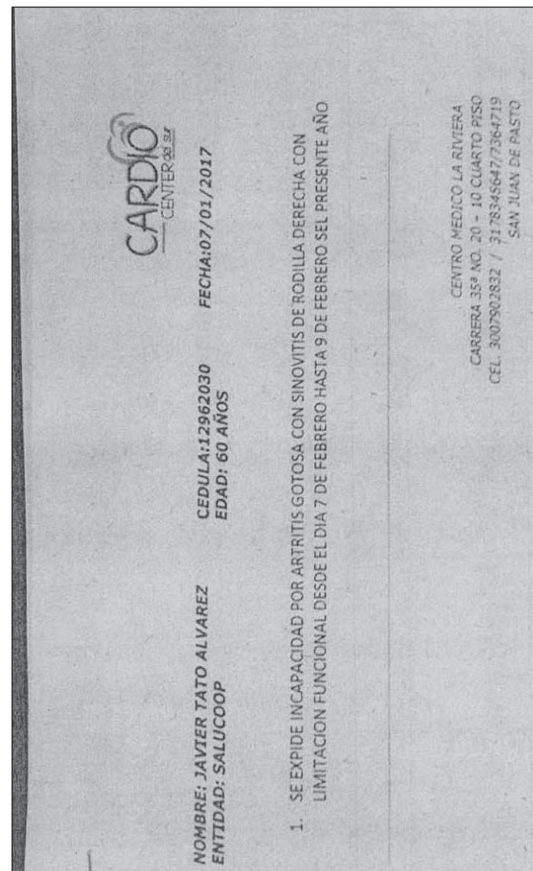 CARDIO
CENTER del sur
NOMBRE: JAVIER TATO ALVAREZ CEDULA:12962030 FECHA:07/01/2017
ENTIDAD: SALUCOOP EDAD: 60 AÑOS
1. SE EXPIDE INCAPACIDAD POR ARTRITIS GOTOSA CON SINOVITIS DE RODILLA DERECHA CON
LIMITACION FUNCIONAL DESDE EL DIA 7 DE FEBRERO HASTA 9 DE FEBRERO SEL PRESENTE AÑO
CENTRO MEDICO LA RIVIERA
CARRERA 35ª NO. 20 – 10 CUARTO PISO
CEL. 3007902832 / 3178345647/7364719
SAN JUAN DE PASTO